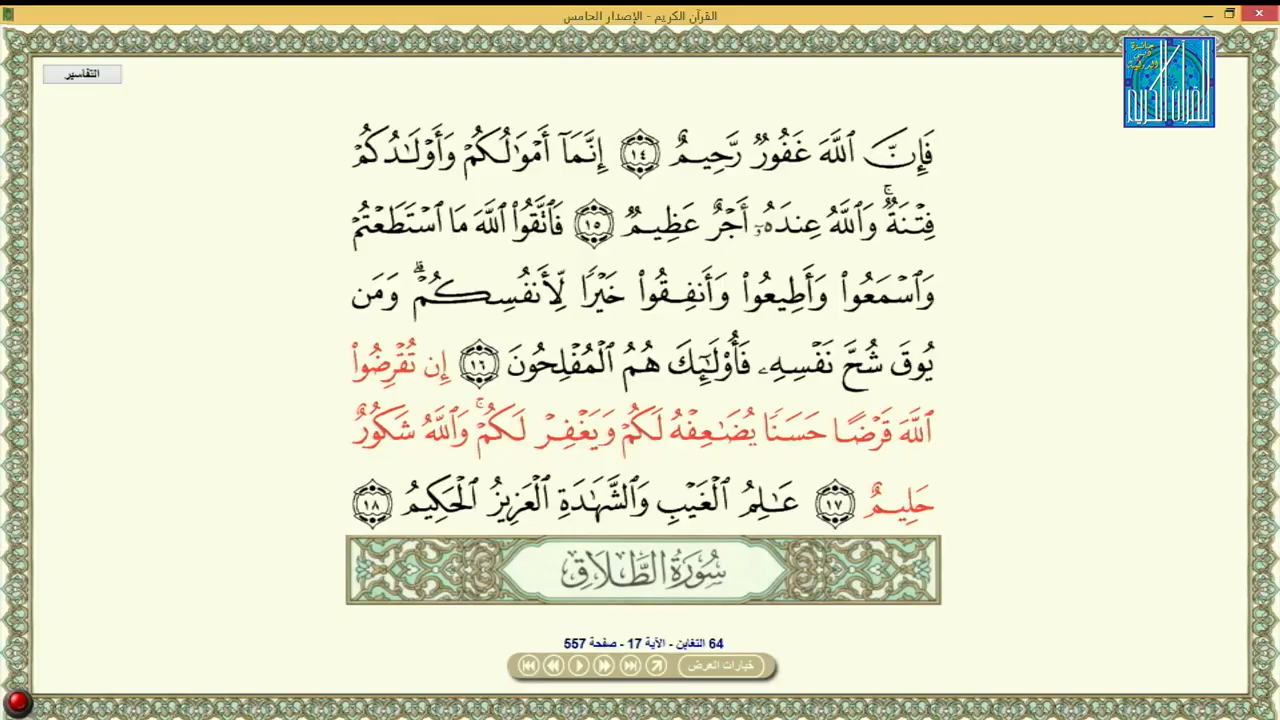 القرآن الكريم - الإصدار الخامس
التفاسير
فَإِنَّ ٱللَّهَ غَفُورٌ رَّحِيمٌ ١٤ إِنَّمَآ أَمْوَٰلُكُمْ وَأَوْلَـٰدُكُمْ
فِتْنَةٌ ۚ وَٱللَّهُ عِندَهُۥٓ أَجْرٌ عَظِيمٌ ١٥ فَٱتَّقُوا۟ ٱللَّهَ مَا ٱسْتَطَعْتُمْ
وَٱسْمَعُوا۟ وَأَطِيعُوا۟ وَأَنفِقُوا۟ خَيْرًا لِّأَنفُسِكُمْ ۗ وَمَن
يُوقَ شُحَّ نَفْسِهِۦ فَأُو۟لَـٰٓئِكَ هُمُ ٱلْمُفْلِحُونَ ١٦ إِن تُقْرِضُوا۟
ٱللَّهَ قَرْضًا حَسَنًا يُضَـٰعِفْهُ لَكُمْ وَيَغْفِرْ لَكُمْ ۚ وَٱللَّهُ شَكُورٌ
حَلِيمٌ ١٧ عَـٰلِمُ ٱلْغَيْبِ وَٱلشَّهَـٰدَةِ ٱلْعَزِيزُ ٱلْحَكِيمُ ١٨
سُورَةُ الطَّلَاقِ
64 التغابن - الآية 17 - صفحة 557
خيارات العرض